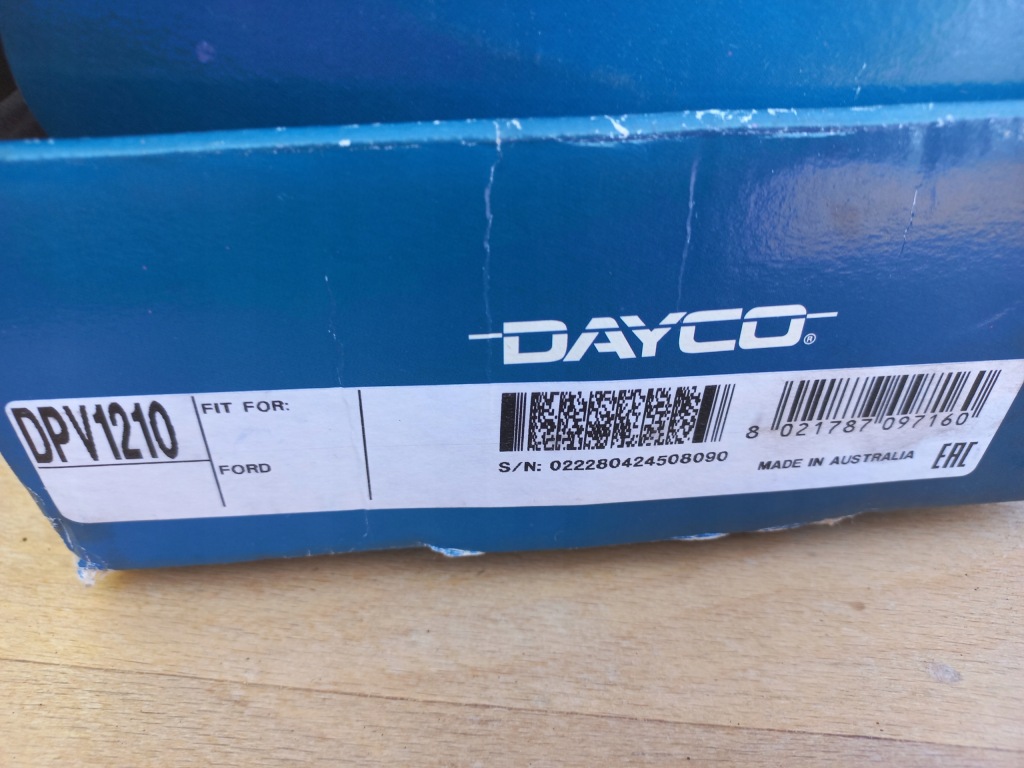 DAYCO®
DPV1210
FIT FOR:
FORD
S/N: 022280424508090
8 021787 097160
MADE IN AUSTRALIA
EAC